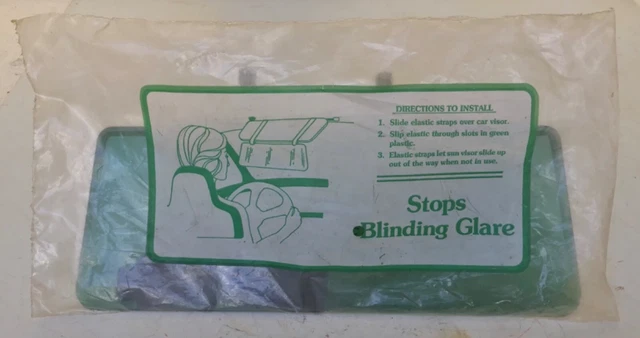 DIRECTIONS TO INSTALL
1. Slide elastic straps over car visor.
2. Slip elastic through slots in green
plastic.
3. Elastic straps let sun visor slide up
out of the way when not in use.
Stops
Blinding Glare